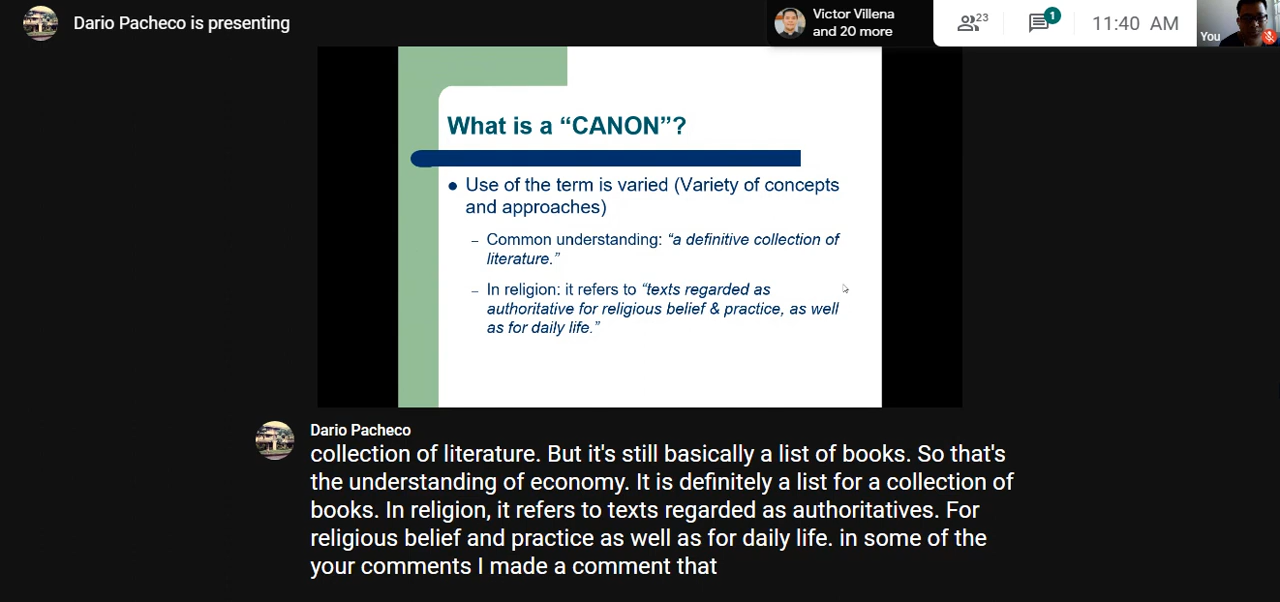 Dario Pacheco is presenting
Victor Villena
and 20 more
23
1
11:40 AM
You
What is a “CANON”?
● Use of the term is varied (Variety of concepts
and approaches)
– Common understanding: “a definitive collection of
literature.”
– In religion: it refers to “texts regarded as
authoritative for religious belief & practice, as well
as for daily life.”
Dario Pacheco
collection of literature. But it's still basically a list of books. So that's
the understanding of economy. It is definitely a list for a collection of
books. In religion, it refers to texts regarded as authoritatives. For
religious belief and practice as well as for daily life. in some of the
your comments I made a comment that